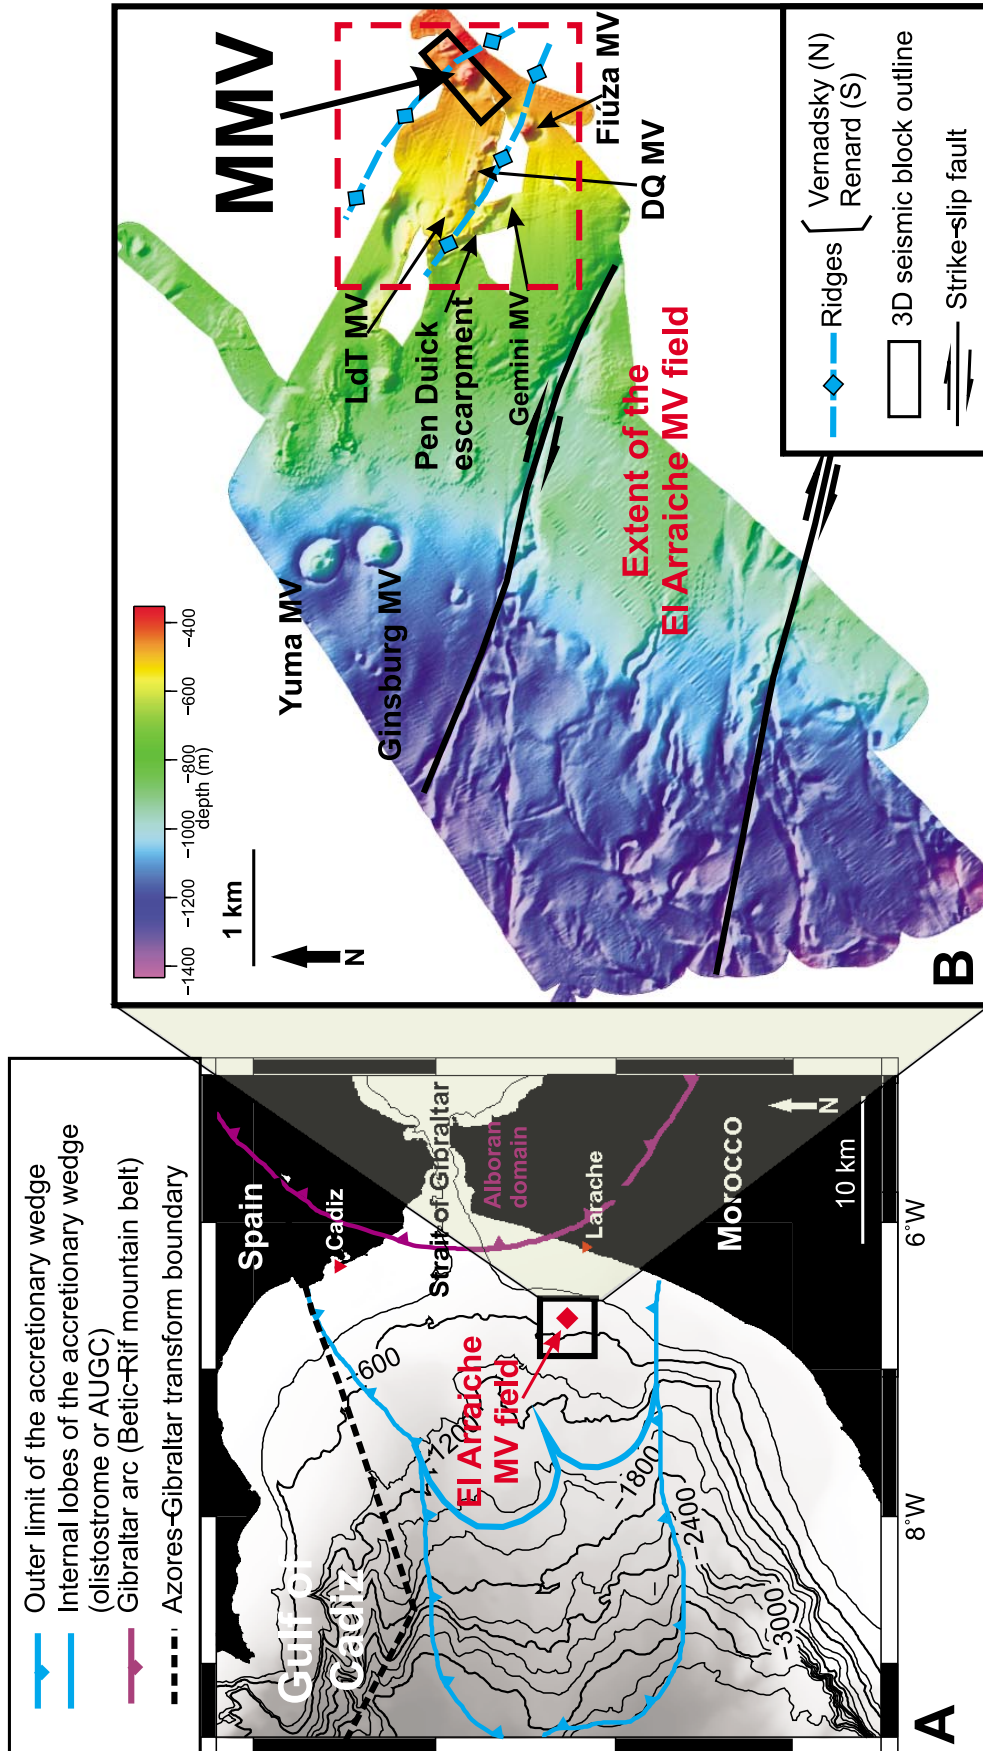 Outer limit of the accretionary wedge
Internal lobes of the accretionary wedge
(olistostrome or AUGC)
Gibraltar arc (Betic-Rif mountain belt)
Azores-Gibraltar transform boundary
Gulf of
Cadiz
Spain
Cadiz
Strait of Gibraltar
Alboran
domain
Larache
Morocco
El Arraiche
MV field
-600
-1200
-1800
-2400
-3000
N
10 km
8°W
6°W
A
-1400
-1200
-1000
-800
-600
-400
depth (m)
1 km
N
Yuma MV
Ginsburg MV
MMV
LdT MV
Pen Duick
escarpment
Gemini MV
DQ MV
Fiúza MV
Extent of the
El Arraiche MV field
B
Ridges
Vernadsky (N)
Renard (S)
3D seismic block outline
Strike-slip fault